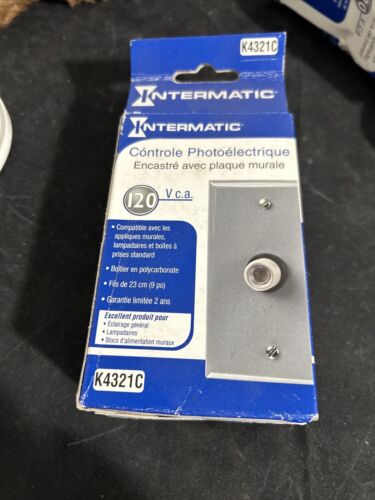 K4321C
INTERMATIC
INTERMATIC
Contrôle Photoélectrique
Encastré avec plaque murale
120 V c.a.
• Compatible avec les
appliques murales,
lampadaires et boîtes à
prises standard
• Boîtier en polycarbonate
• Fils de 23 cm (9 po)
• Garantie limitée 2 ans
Excellent produit pour :
• Éclairage général
• Lampadaires
• Blocs d'alimentation muraux
K4321C